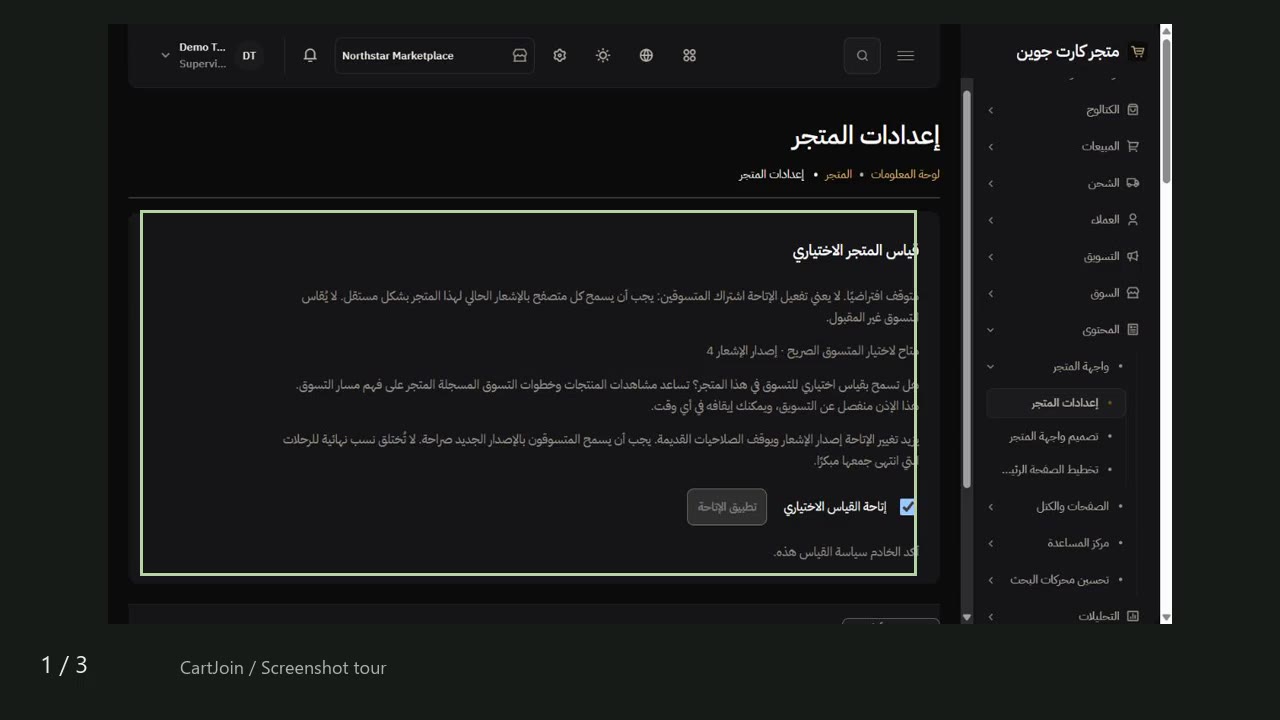 متجر كارت جوين
Demo T...
Supervi...
DT
Northstar Marketplace
الكتالوج
المبيعات
الشحن
العملاء
التسويق
السوق
المحتوى
واجهة المتجر
إعدادات المتجر
تصميم واجهة المتجر
تخطيط الصفحة الرئيـ...
الصفحات والكتل
مركز المساعدة
تحسين محركات البحث
التحليلات
إعدادات المتجر
لوحة المعلومات • المتجر • إعدادات المتجر
قياس المتجر الاختياري
متوقف افتراضيًا. لا يعني تفعيل الإتاحة اشتراك المتسوقين: يجب أن يسمح كل متصفح بالإشعار الحالي لهذا المتجر بشكل مستقل. لا يُقاس
التسوق غير المقبول.
متاح لاختيار المتسوق الصريح · إصدار الإشعار 4
هل تسمح بقياس اختياري للتسوق في هذا المتجر؟ تساعد مشاهدات المنتجات وخطوات التسوق المسجلة المتجر على فهم مسار التسوق.
هذا الإذن منفصل عن التسويق، ويمكنك إيقافه في أي وقت.
يزيد تغيير الإتاحة إصدار الإشعار ويوقف الصلاحيات القديمة. يجب أن يسمح المتسوقون بالإصدار الجديد صراحة. لا تُختلق نسب نهائية للرحلات
التي انتهى جمعها مبكرًا.
إتاحة القياس الاختياري
تطبيق الإتاحة
أكد الخادم سياسة القياس هذه.
1 / 3
CartJoin / Screenshot tour